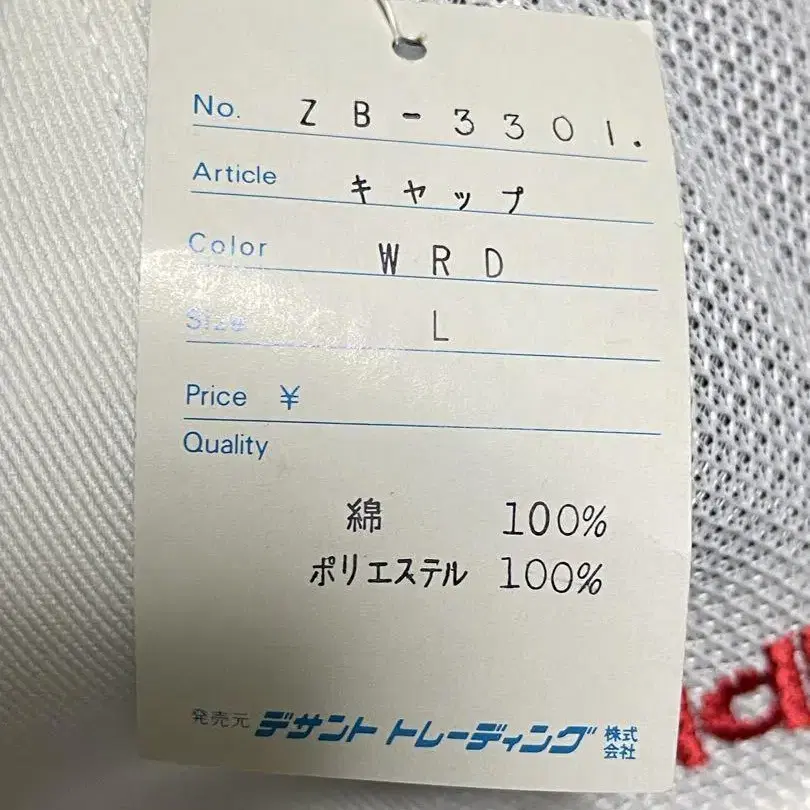 No. ZB-3301.
Article キャップ
Color WRD
Size L
Price ¥
Quality
綿 100%
ポリエステル 100%
発売元 デサント トレーディング 株式会社